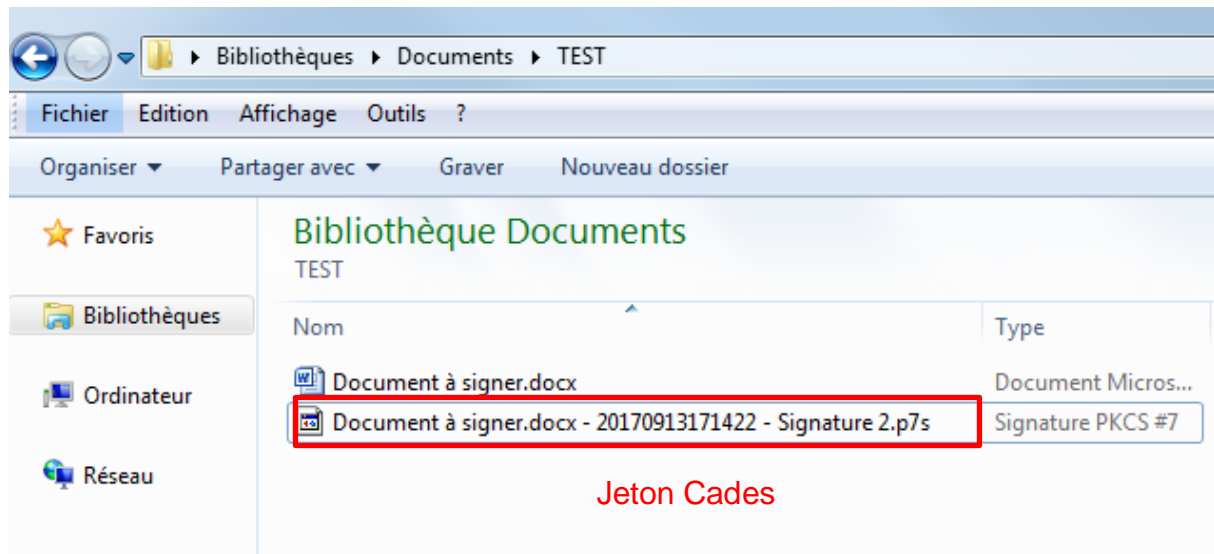 Bibliothèques ▸ Documents ▸ TEST
Fichier Edition Affichage Outils ?
Organiser Partager avec Graver Nouveau dossier
Favoris
Bibliothèques
Ordinateur
Réseau
Bibliothèque Documents
TEST
Nom Type
Document à signer.docx Document Micros...
Document à signer.docx - 20170913171422 - Signature 2.p7s Signature PKCS #7
Jeton Cades